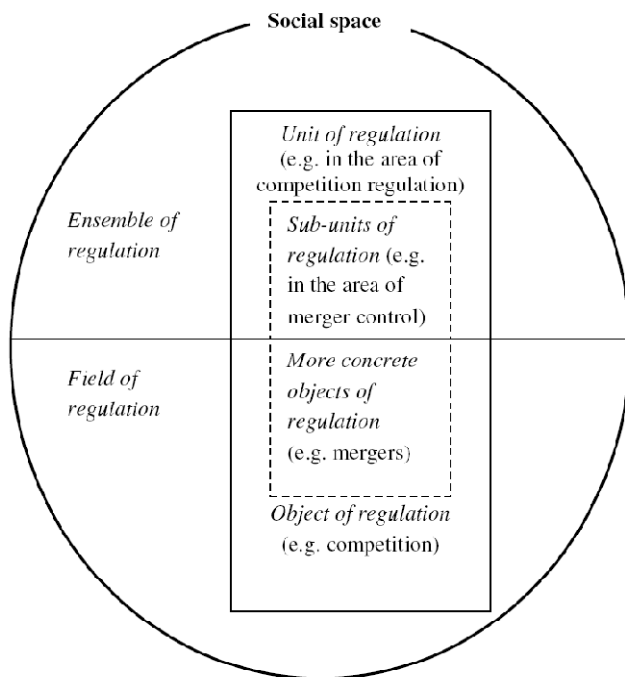 Social space
Unit of regulation
(e.g. in the area of
competition regulation)
Ensemble of
regulation
Sub-units of
regulation (e.g.
in the area of
merger control)
Field of
regulation
More concrete
objects of
regulation
(e.g. mergers)
Object of regulation
(e.g. competition)